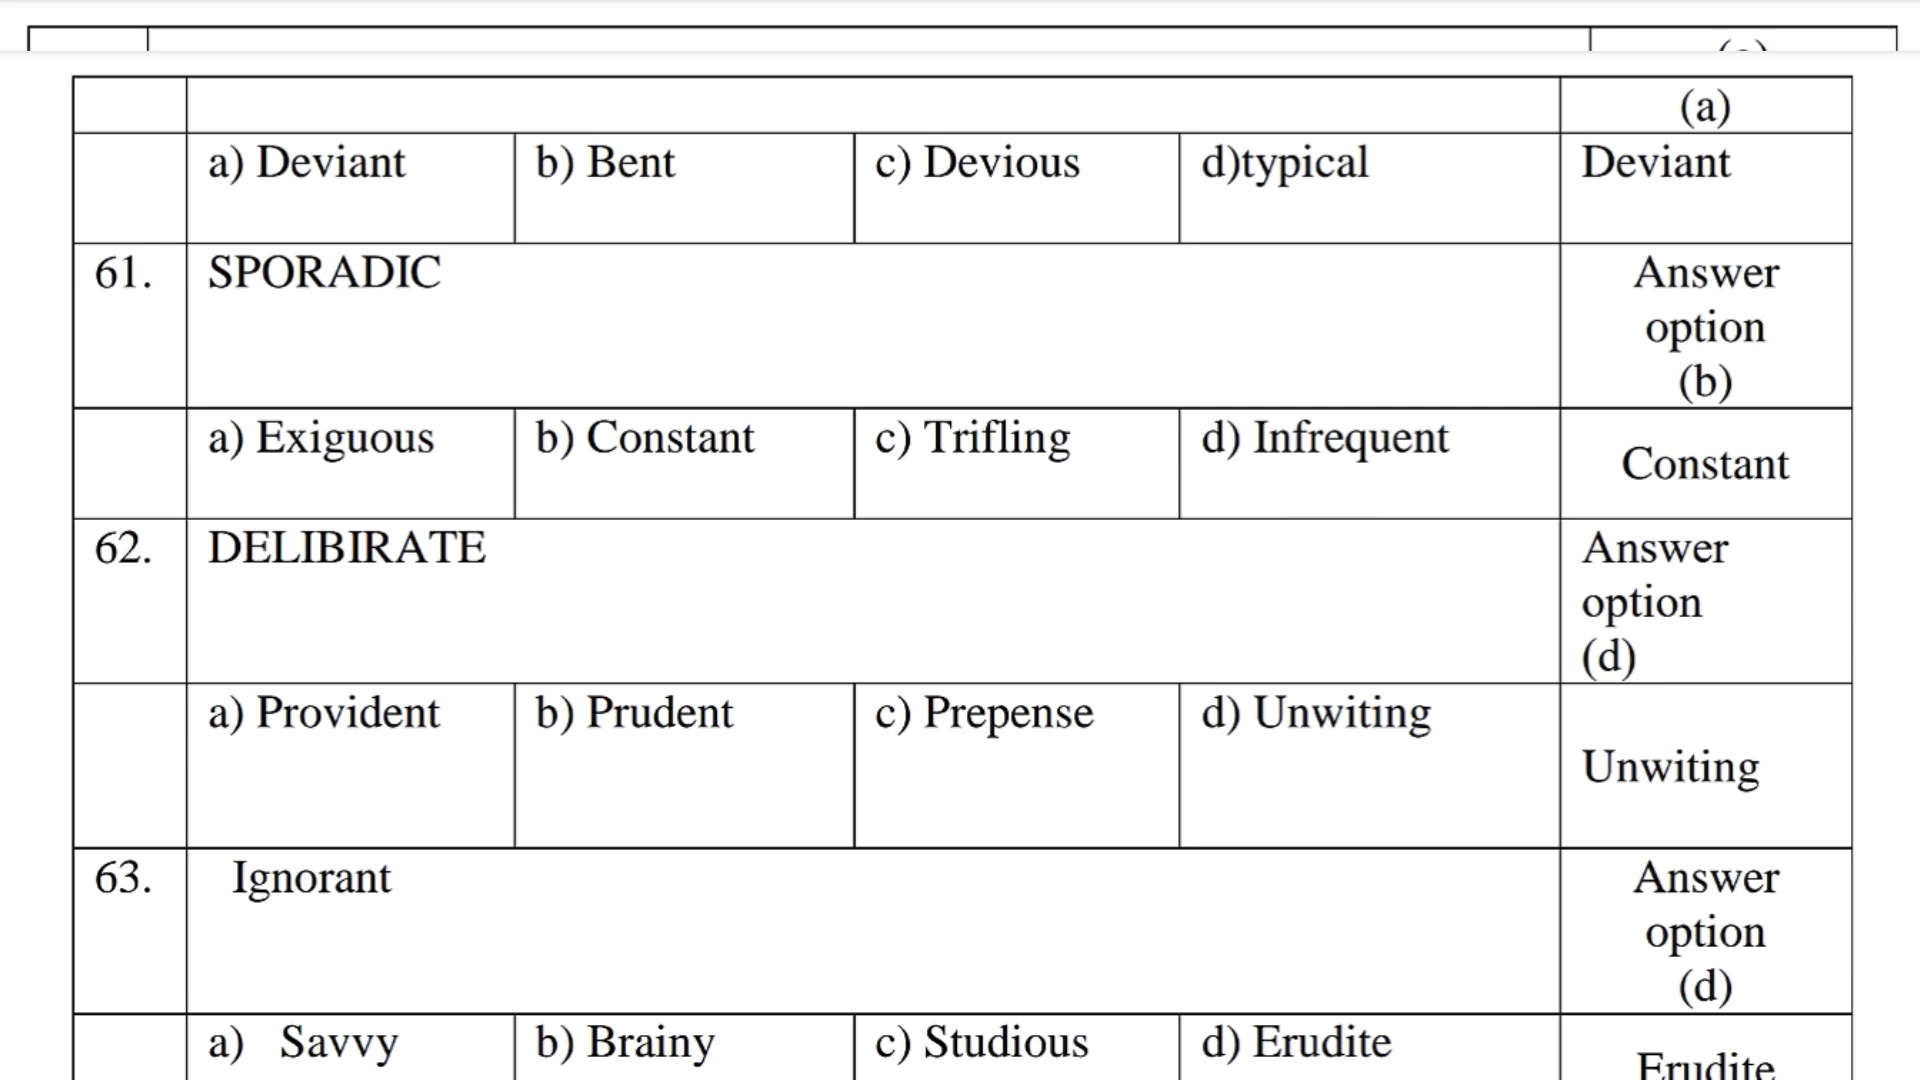 (a)
a) Deviant b) Bent c) Devious d)typical Deviant
61. SPORADIC Answer
option
(b)
a) Exiguous b) Constant c) Trifling d) Infrequent Constant
62. DELIBIRATE Answer
option
(d)
a) Provident b) Prudent c) Prepense d) Unwiting Unwiting
63. Ignorant Answer
option
(d)
a) Savvy b) Brainy c) Studious d) Erudite Erudite